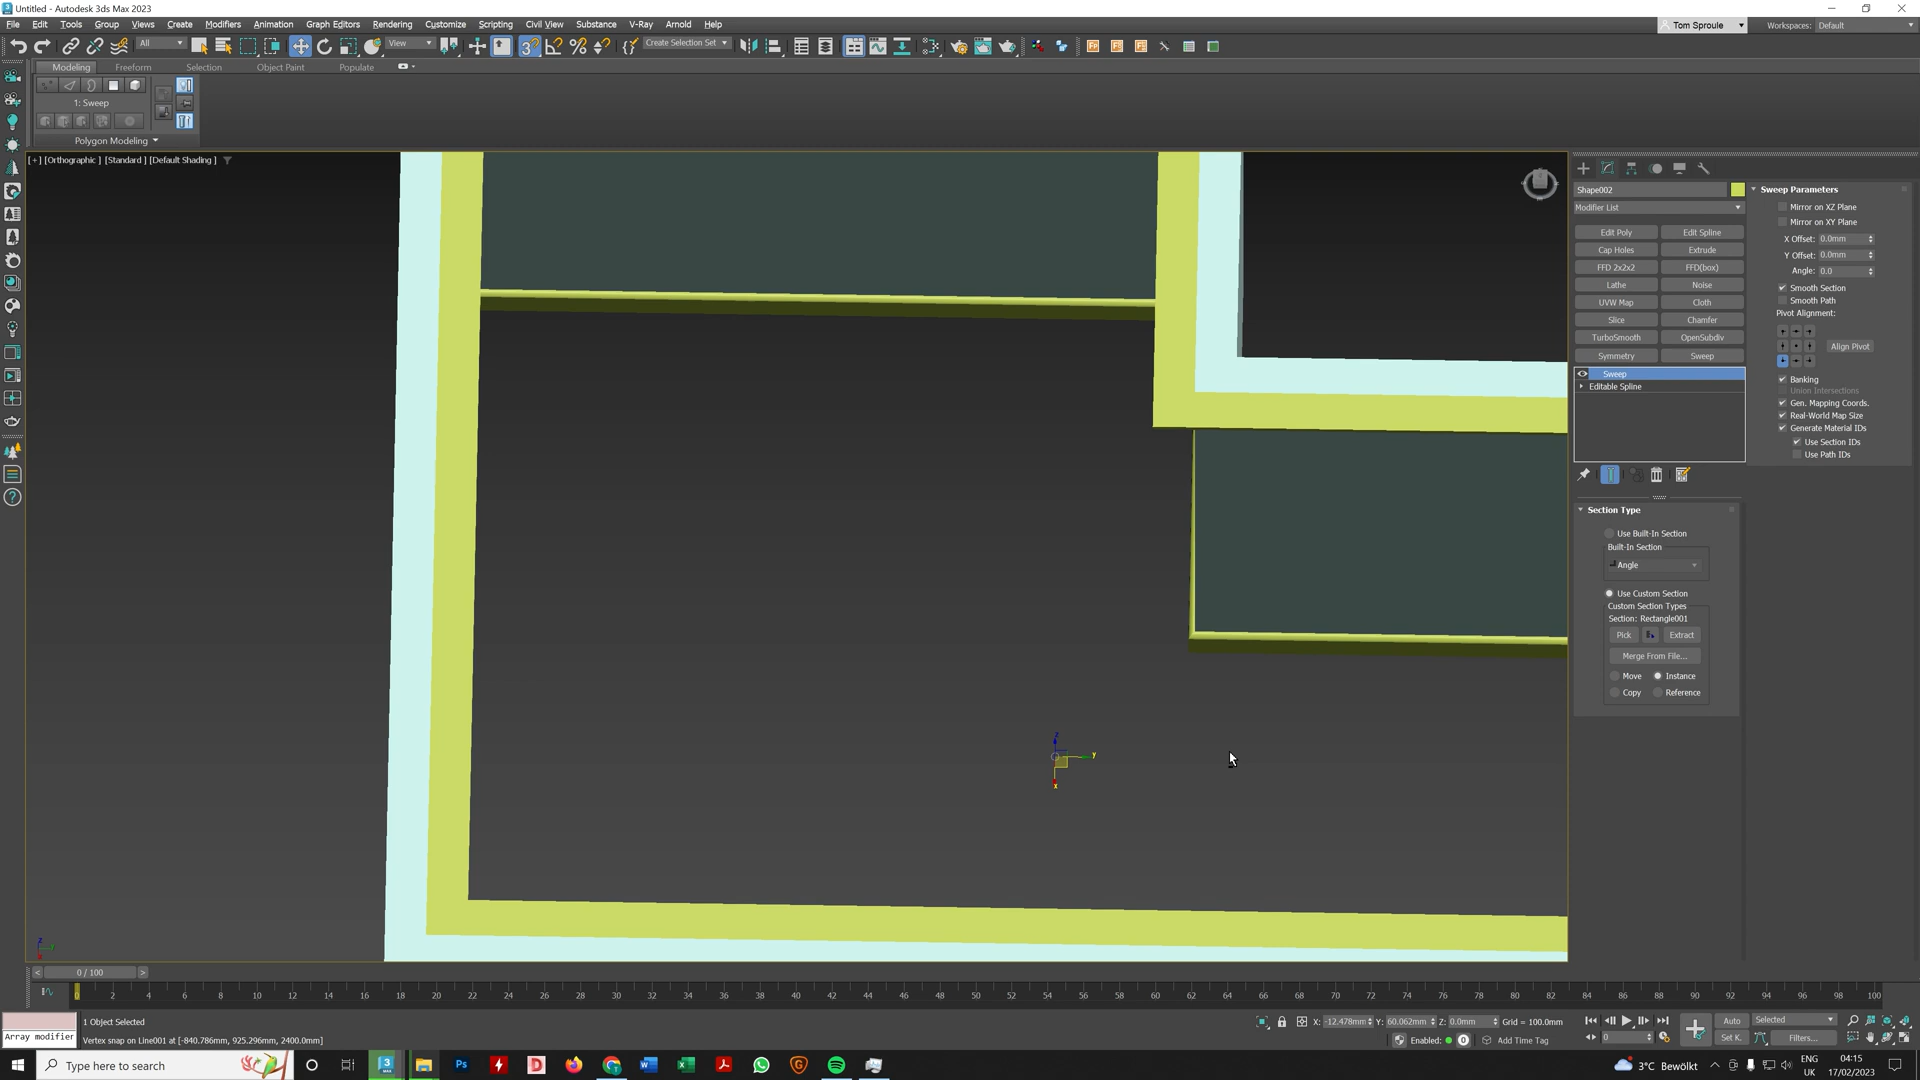 Untitled - Autodesk 3ds Max 2023
File Edit Tools Group Views Create Modifiers Animation Graph Editors Rendering Customize Scripting Civil View Substance V-Ray Arnold Help
Tom Sproule
Workspaces: Default
All
View
Create Selection Set
Modeling Freeform Selection Object Paint Populate
1: Sweep
Polygon Modeling
[+] [Orthographic ] [Standard ] [Default Shading ]
Shape002
Modifier List
Edit Poly Edit Spline
Cap Holes Extrude
FFD 2x2x2 FFD(box)
Lathe Noise
UVW Map Cloth
Slice Chamfer
TurboSmooth OpenSubdiv
Symmetry Sweep
Sweep
Editable Spline
Section Type
Use Built-In Section
Built-In Section
Angle
Use Custom Section
Custom Section Types
Section: Rectangle001
Pick Extract
Merge From File...
Move Instance
Copy Reference
Sweep Parameters
Mirror on XZ Plane
Mirror on XY Plane
X Offset: 0.0mm
Y Offset: 0.0mm
Angle: 0.0
Smooth Section
Smooth Path
Pivot Alignment:
Align Pivot
Banking
Union Intersections
Gen. Mapping Coords.
Real-World Map Size
Generate Material IDs
Use Section IDs
Use Path IDs
z
y
x
< 0 / 100 >
0 2 4 6 8 10 12 14 16 18 20 22 24 26 28 30 32 34 36 38 40 42 44 46 48 50 52 54 56 58 60 62 64 66 68 70 72 74 76 78 80 82 84 86 88 90 92 94 96 98 100
1 Object Selected
X: -12.478mm Y: 60.062mm Z: 0.0mm Grid = 100.0mm
Auto Selected
Array modifier
Vertex snap on Line001 at [-840.786mm, 925.296mm, 2400.0mm]
Enabled: 0 Add Time Tag
0
Set K. Filters...
Type here to search
3°C Bewölkt
ENG
UK
04:15
17/02/2023